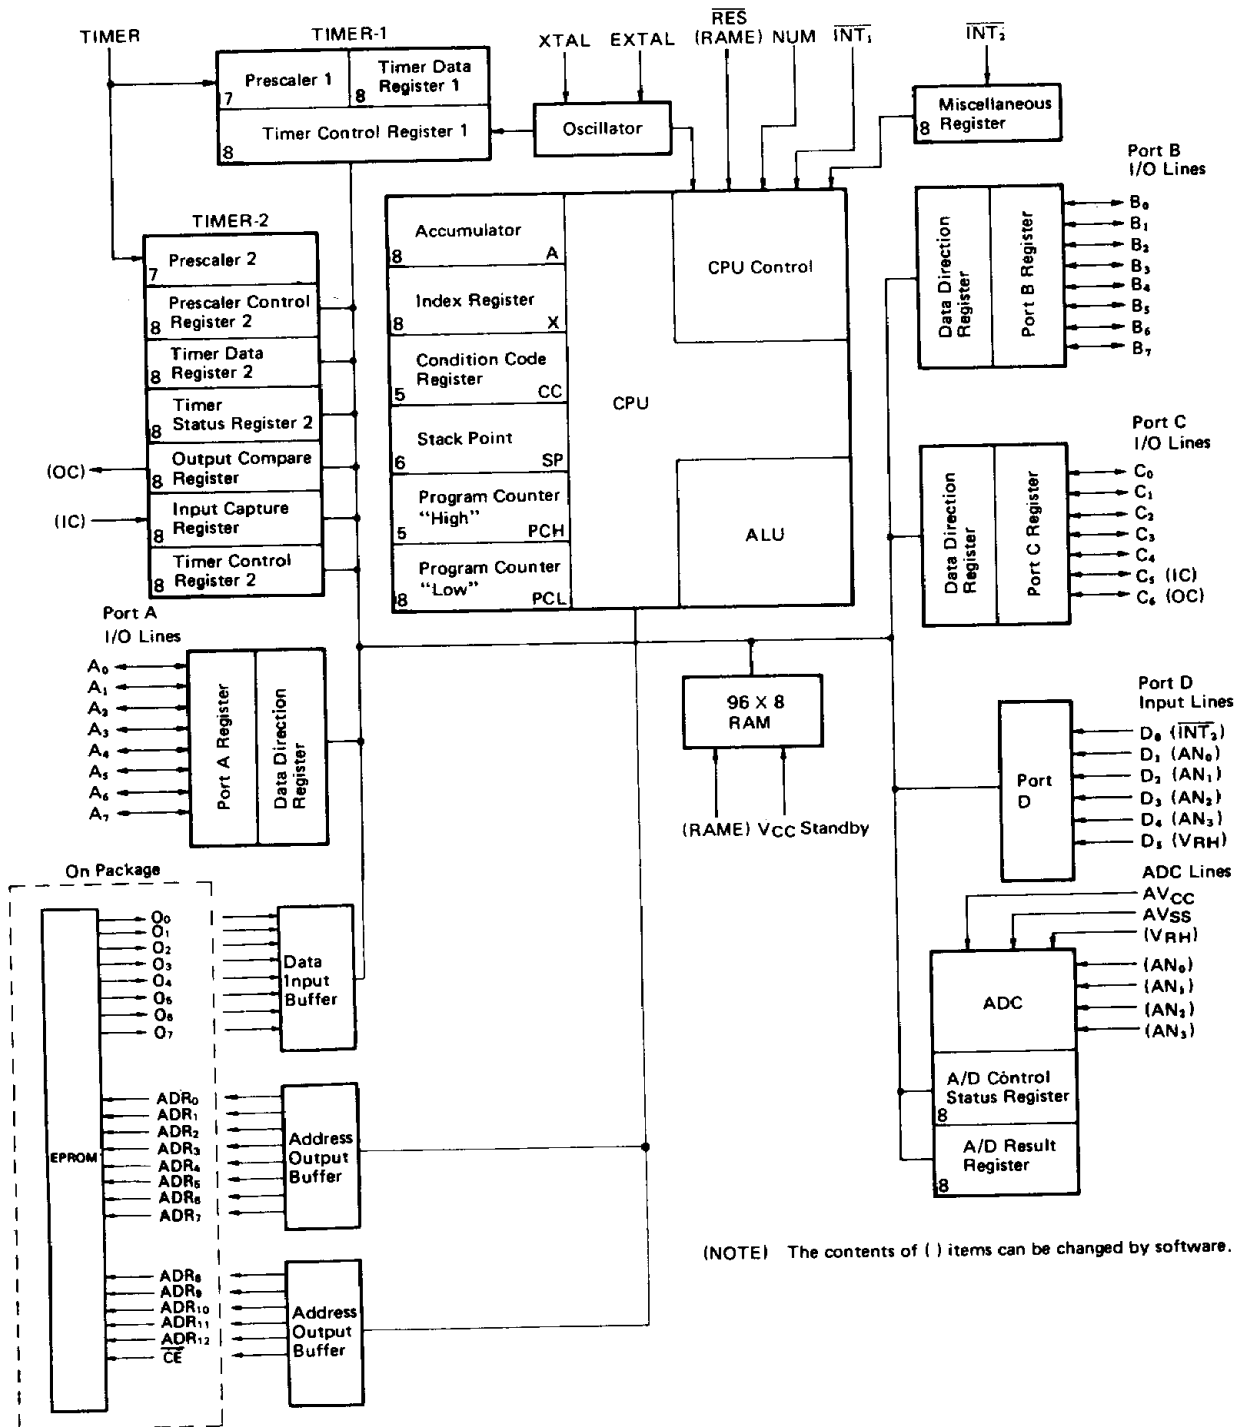 TIMER
TIMER-1
Prescaler 1
7
Timer Data
Register 1
8
Timer Control Register 1
8
XTAL
EXTAL
RES
(RAME)
NUM
INT₁
INT₂
Oscillator
Miscellaneous
Register
8
TIMER-2
Prescaler 2
7
Prescaler Control
Register 2
8
Timer Data
Register 2
8
Timer
Status Register 2
8
(OC)
Output Compare
Register
8
(IC)
Input Capture
Register
8
Timer Control
Register 2
8
Accumulator
8
A
Index Register
8
X
Condition Code
Register
5
CC
Stack Point
6
SP
Program Counter
"High"
5
PCH
Program Counter
"Low"
8
PCL
CPU
CPU Control
ALU
Port B
I/O Lines
Data Direction
Register
Port B Register
B₀
B₁
B₂
B₃
B₄
B₅
B₆
B₇
Port C
I/O Lines
Data Direction
Register
Port C Register
C₀
C₁
C₂
C₃
C₄
C₅ (IC)
C₆ (OC)
Port A
I/O Lines
A₀
A₁
A₂
A₃
A₄
A₅
A₆
A₇
Port A Register
Data Direction
Register
96 X 8
RAM
(RAME)
VCC Standby
Port D
Input Lines
Port
D
D₀ (INT₂)
D₁ (AN₀)
D₂ (AN₁)
D₃ (AN₂)
D₄ (AN₃)
D₅ (VRH)
ADC Lines
AVCC
AVSS
(VRH)
(AN₀)
(AN₁)
(AN₂)
(AN₃)
ADC
A/D Control
Status Register
8
A/D Result
Register
8
On Package
EPROM
O₀
O₁
O₂
O₃
O₄
O₅
O₆
O₇
Data
Input
Buffer
ADR₀
ADR₁
ADR₂
ADR₃
ADR₄
ADR₅
ADR₆
ADR₇
Address
Output
Buffer
ADR₈
ADR₉
ADR₁₀
ADR₁₁
ADR₁₂
CE
Address
Output
Buffer
(NOTE) The contents of ( ) items can be changed by software.